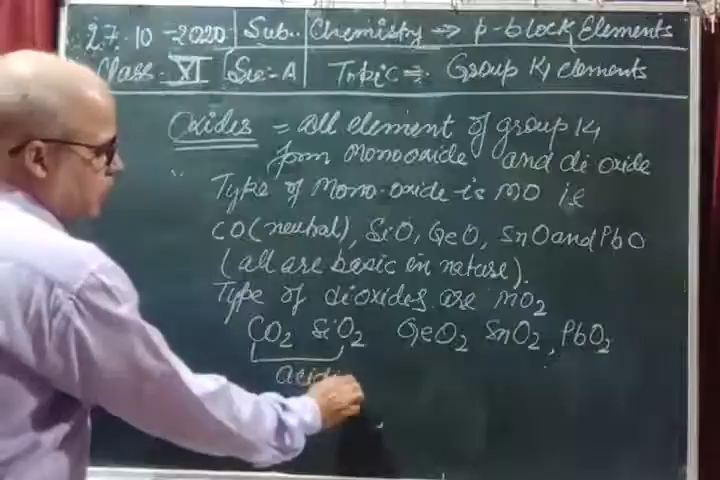 27.10-2020 Sub.. Chemistry → p-block Elements
Class. XI Sec-A Topic =. Group 14 elements
Oxides = all element of group 14
form Monooxide and di oxide
Type of Mono-oxide is MO ie
CO(neutral), SiO, GeO, SnO and PbO
(all are basic in nature).
Type of dioxides are MO2
CO2 SiO2 GeO2 SnO2, PbO2
acidi